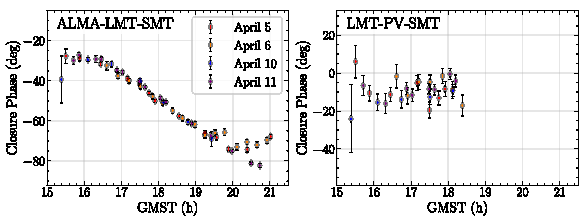 ALMA-LMT-SMT
April 5
April 6
April 10
April 11
Closure Phase (deg)
−20
−40
−60
−80
15 16 17 18 19 20 21
GMST (h)
LMT-PV-SMT
Closure Phase (deg)
20
0
−20
−40
−60
15 16 17 18 19 20 21
GMST (h)